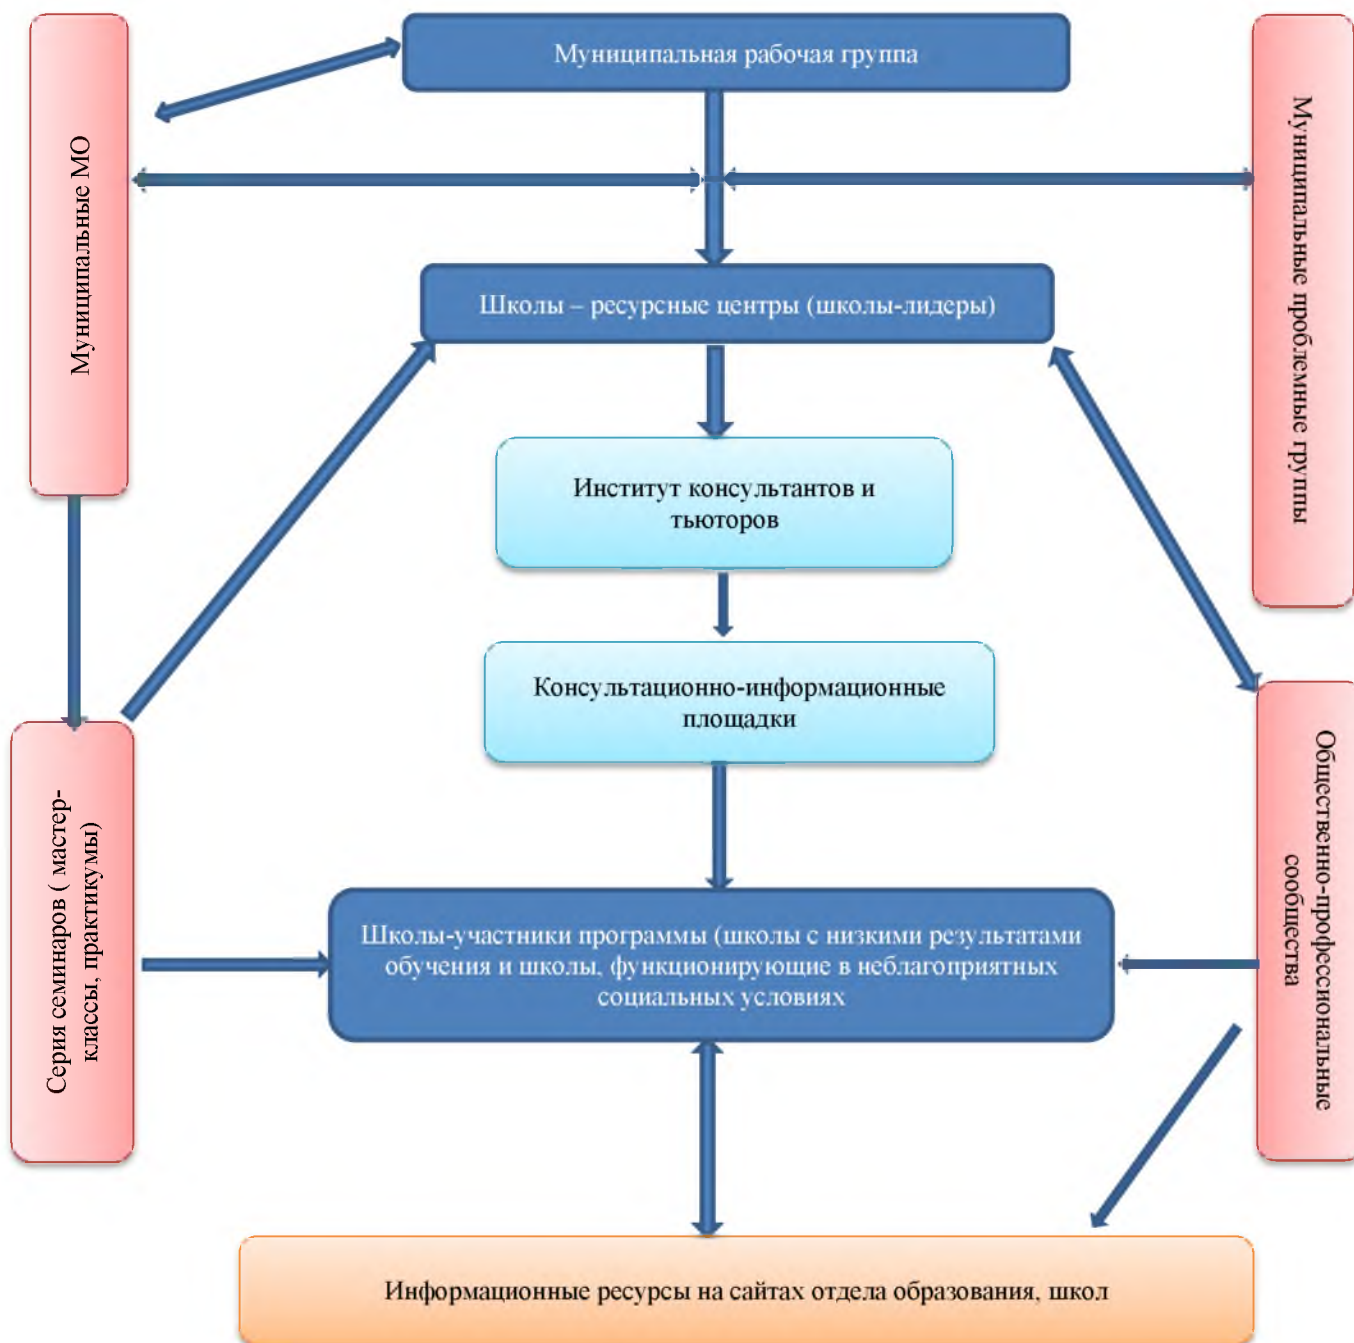 Муниципальная рабочая группа
Муниципальные МО
Муниципальные проблемные группы
Школы – ресурсные центры (школы-лидеры)
Институт консультантов и
тьюторов
Консультационно-информационные
площадки
Серия семинаров ( мастер-
классы, практикумы)
Общественно-профессиональные
сообщества
Школы-участники программы (школы с низкими результатами
обучения и школы, функционирующие в неблагоприятных
социальных условиях
Информационные ресурсы на сайтах отдела образования, школ